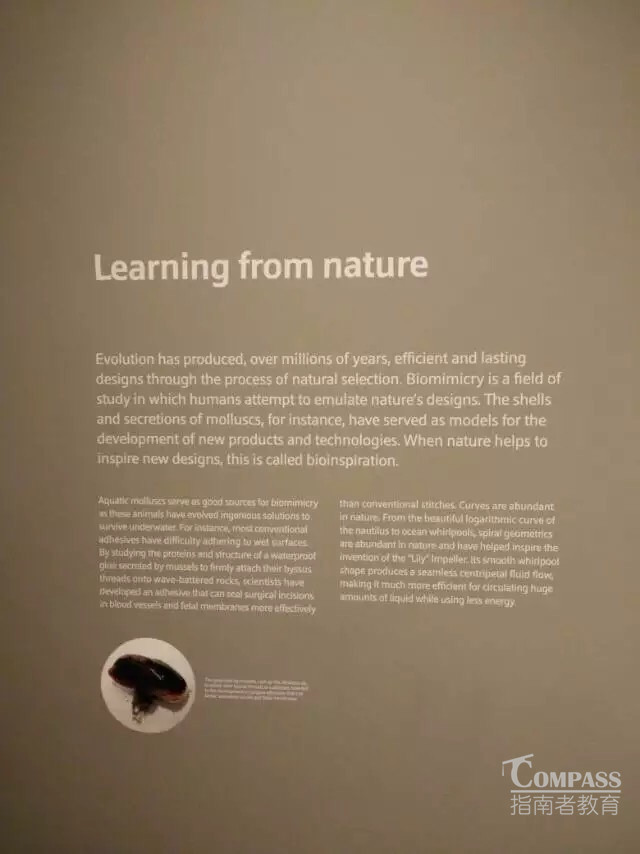 Learning from nature
Evolution has produced, over millions of years, efficient and lasting
designs through the process of natural selection. Biomimicry is a field of
study in which humans attempt to emulate nature's designs. The shells
and secretions of molluscs, for instance, have served as models for the
development of new products and technologies. When nature helps to
inspire new designs, this is called bioinspiration.
Aquatic molluscs serve as good sources for biomimicry
as these animals have evolved ingenious solutions to
survive underwater. For instance, most conventional
adhesives have difficulty adhering to wet surfaces.
By studying the proteins and structure of a waterproof
glue secreted by mussels to firmly attach their byssus
threads onto wave-battered rocks, scientists have
developed an adhesive that can seal surgical incisions
in blood vessels and fetal membranes more effectively
than conventional stitches. Curves are abundant
in nature. From the beautiful logarithmic curve of
the nautilus to ocean whirlpools, spiral geometrics
are abundant in nature and have helped inspire the
invention of the "Lily" Impeller. Its smooth whirlpool
shape produces a seamless centripetal fluid flow,
making it much more efficient for circulating huge
amounts of liquid while using less energy.
COMPASS
指南者教育